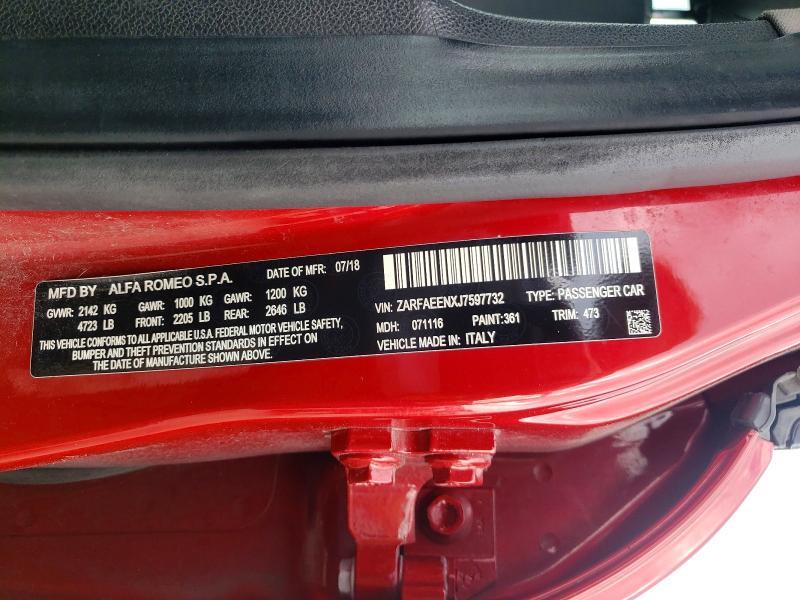 MFD BY ALFA ROMEO S.P.A. DATE OF MFR: 07/18
GVWR: 2142 KG GAWR: 1000 KG GAWR: 1200 KG
4723 LB FRONT: 2205 LB REAR: 2646 LB
THIS VEHICLE CONFORMS TO ALL APPLICABLE U.S.A. FEDERAL MOTOR VEHICLE SAFETY,
BUMPER AND THEFT PREVENTION STANDARDS IN EFFECT ON
THE DATE OF MANUFACTURE SHOWN ABOVE.
VIN: ZARFAEENXJ7597732 TYPE: PASSENGER CAR
MDH: 071116 PAINT: 361 TRIM: 473
VEHICLE MADE IN: ITALY